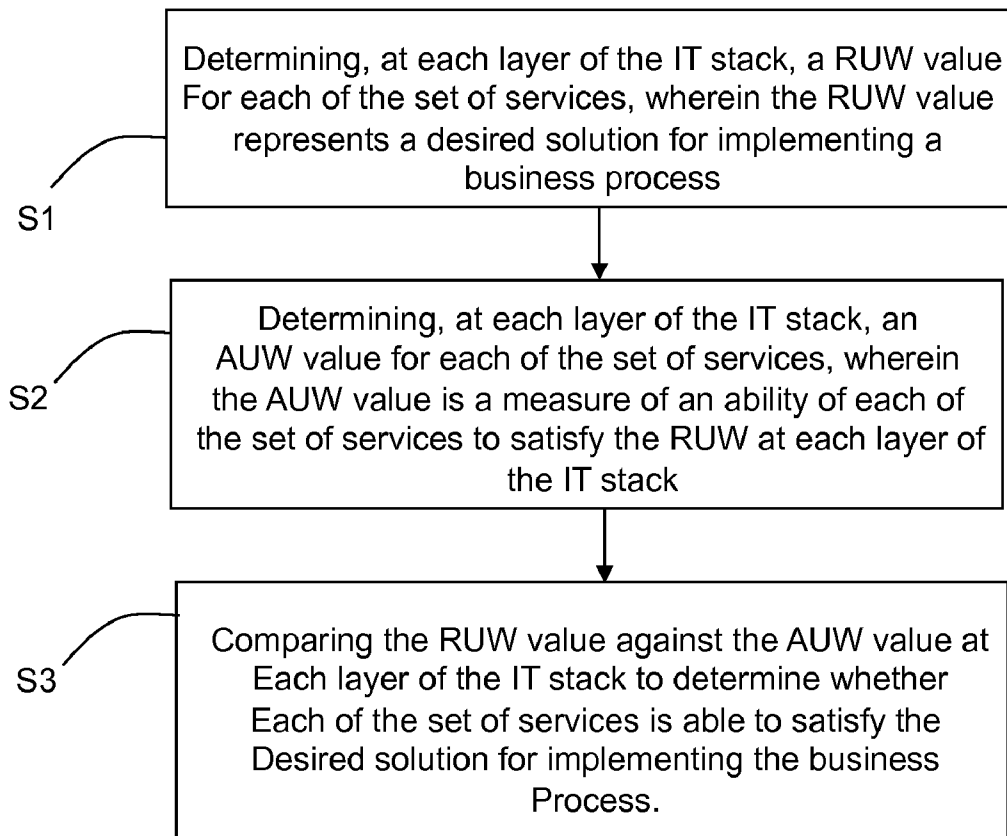 Determining, at each layer of the IT stack, a RUW value
For each of the set of services, wherein the RUW value
represents a desired solution for implementing a
business process
S1
Determining, at each layer of the IT stack, an
AUW value for each of the set of services, wherein
the AUW value is a measure of an ability of each of
the set of services to satisfy the RUW at each layer of
the IT stack
S2
Comparing the RUW value against the AUW value at
Each layer of the IT stack to determine whether
Each of the set of services is able to satisfy the
Desired solution for implementing the business
Process.
S3